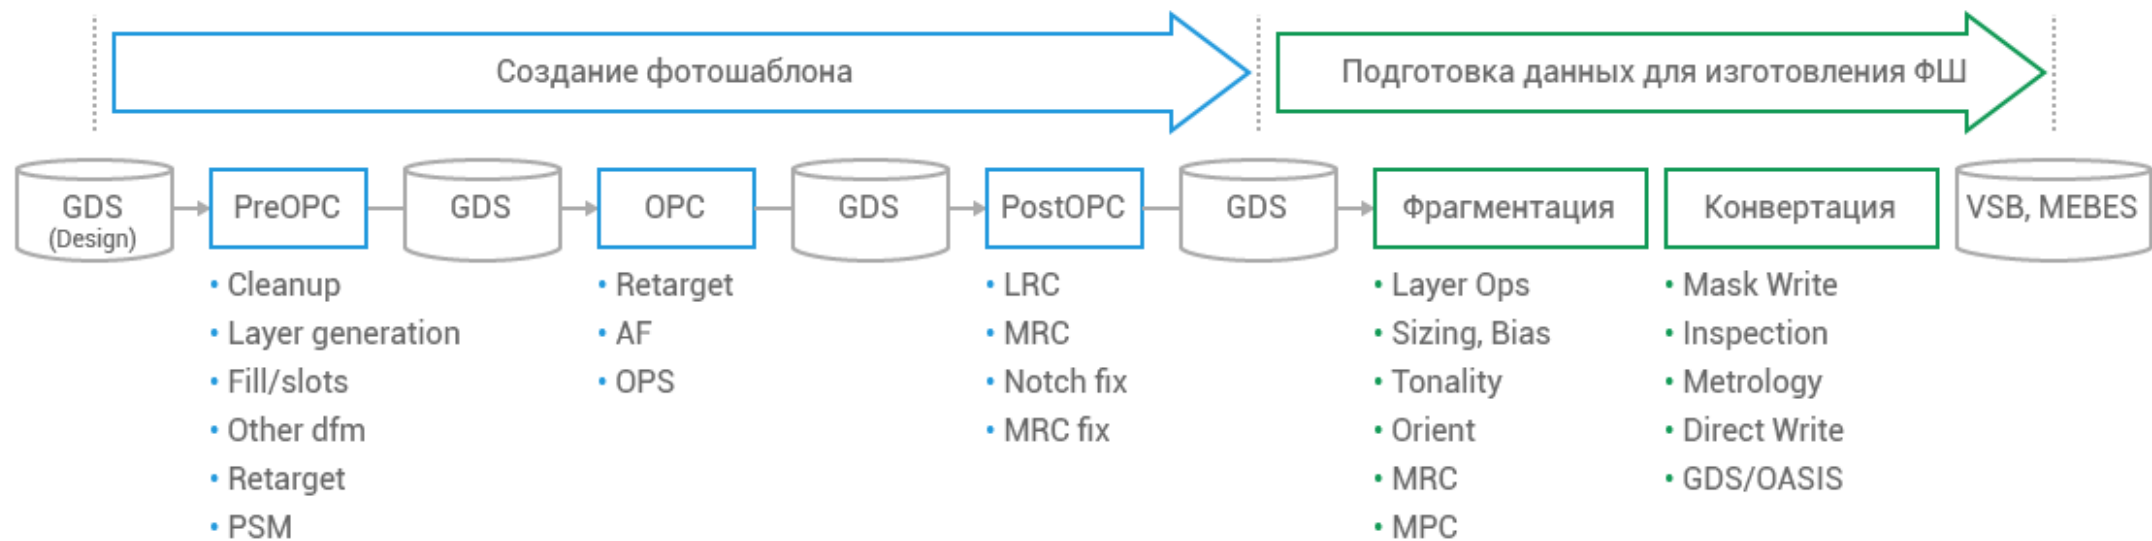 Создание фотошаблона
Подготовка данных для изготовления ФШ
GDS
(Design)
PreOPC
GDS
OPC
GDS
PostOPC
GDS
Фрагментация
Конвертация
VSB, MEBES
• Cleanup
• Layer generation
• Fill/slots
• Other dfm
• Retarget
• PSM
• Retarget
• AF
• OPS
• LRC
• MRC
• Notch fix
• MRC fix
• Layer Ops
• Sizing, Bias
• Tonality
• Orient
• MRC
• MPC
• Mask Write
• Inspection
• Metrology
• Direct Write
• GDS/OASIS